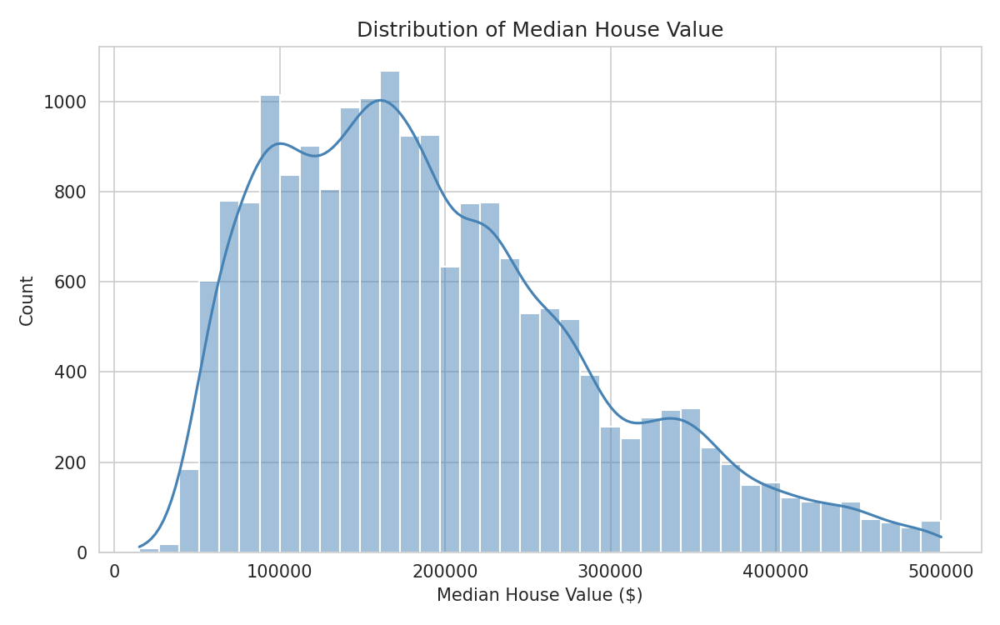 Distribution of Median House Value
1000
800
600
400
200
0
Count
0 100000 200000 300000 400000 500000
Median House Value ($)